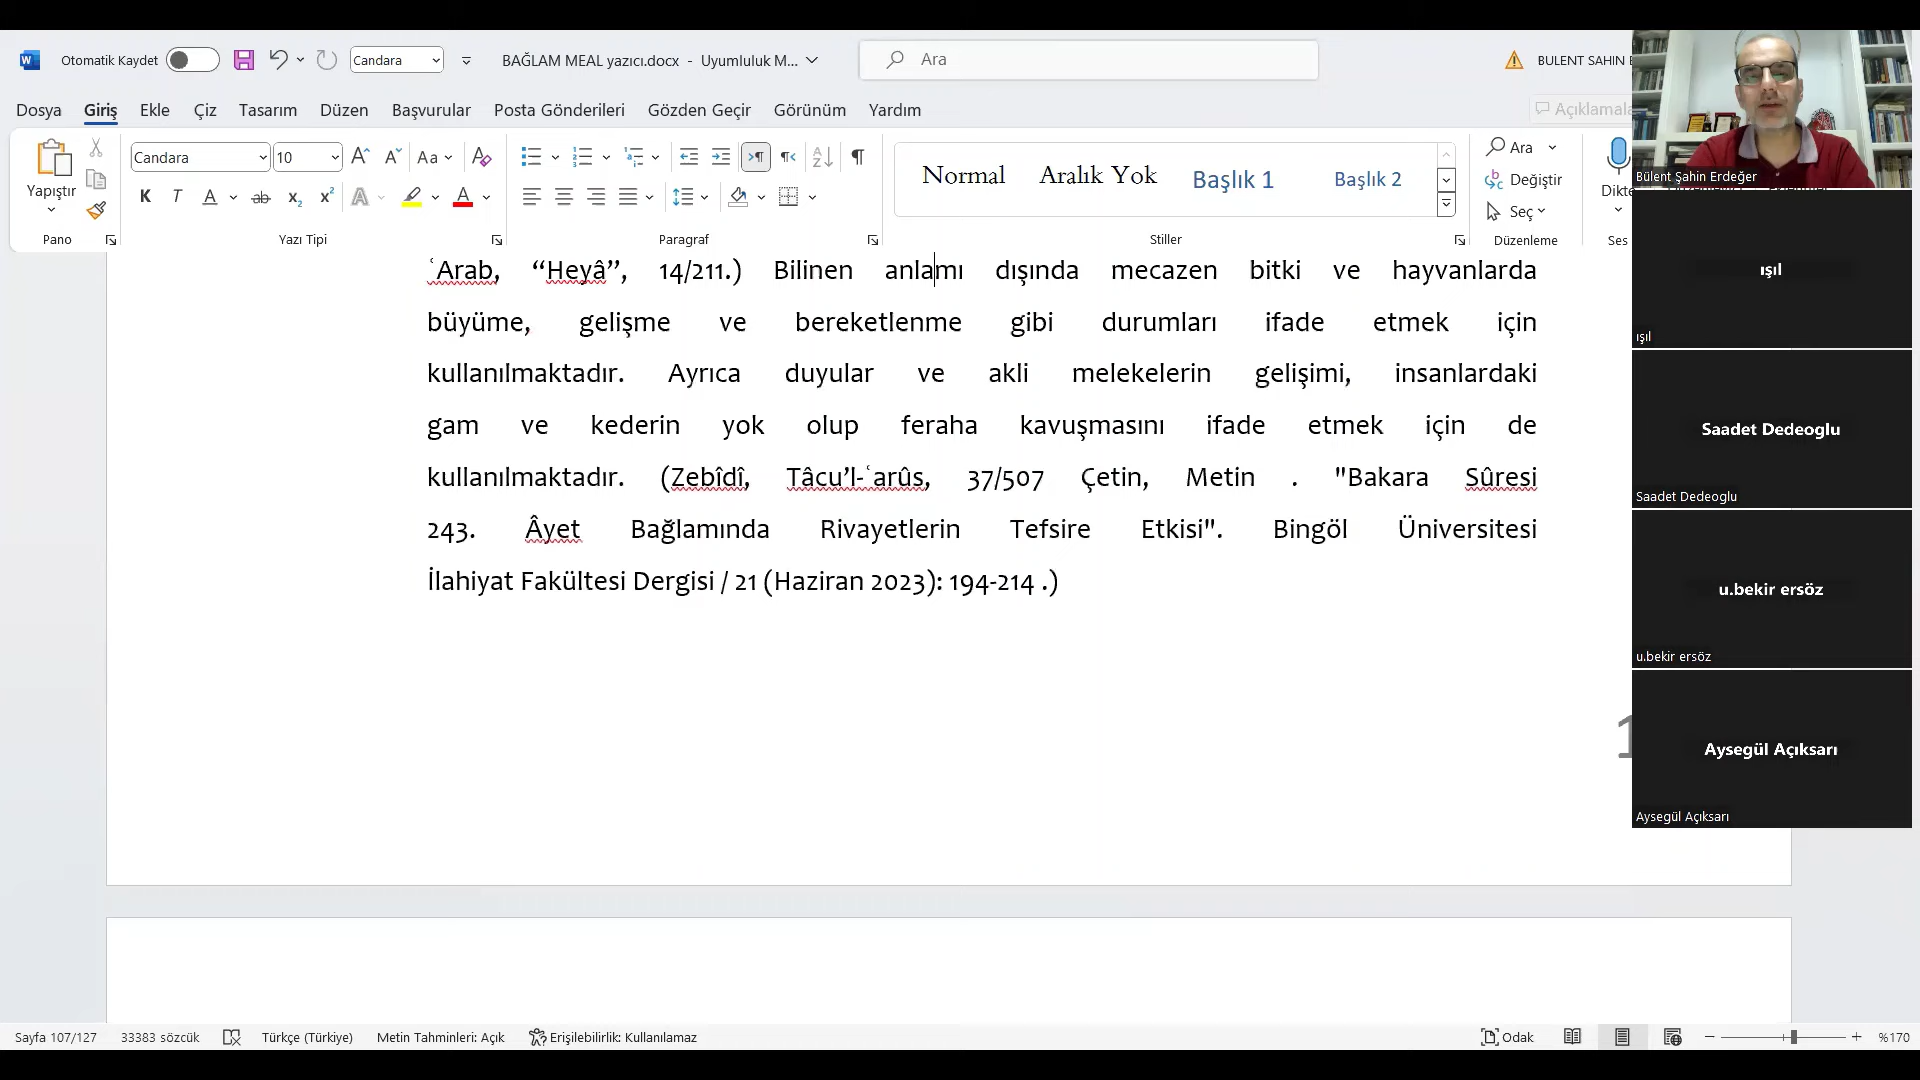 Otomatik Kaydet
Candara
BAĞLAM MEAL yazıcı.docx - Uyumluluk M...
Ara
BULENT SAHIN
Dosya Giriş Ekle Çiz Tasarım Düzen Başvurular Posta Gönderileri Gözden Geçir Görünüm Yardım
Yapıştır
Pano
Candara 10
Aa
K T A ab x₂ x²
Yazı Tipi
Paragraf
Normal Aralık Yok Başlık 1 Başlık 2
Stiller
Ara
Değiştir
Seç
Düzenleme
Dikte
Ses
ʿArab, “Heyâ”, 14/211.) Bilinen anlamı dışında mecazen bitki ve hayvanlarda
büyüme, gelişme ve bereketlenme gibi durumları ifade etmek için
kullanılmaktadır. Ayrıca duyular ve akli melekelerin gelişimi, insanlardaki
gam ve kederin yok olup feraha kavuşmasını ifade etmek için de
kullanılmaktadır. (Zebîdî, Tâcu’l-ʿarûs, 37/507 Çetin, Metin . "Bakara Sûresi
243. Âyet Bağlamında Rivayetlerin Tefsire Etkisi". Bingöl Üniversitesi
İlahiyat Fakültesi Dergisi / 21 (Haziran 2023): 194-214 .)
Bülent Şahin Erdeğer
ışıl
ışıl
Saadet Dedeoglu
Saadet Dedeoglu
u.bekir ersöz
u.bekir ersöz
Aysegül Açıksarı
Aysegül Açıksarı
Sayfa 107/127 33383 sözcük Türkçe (Türkiye) Metin Tahminleri: Açık Erişilebilirlik: Kullanılamaz Odak %170